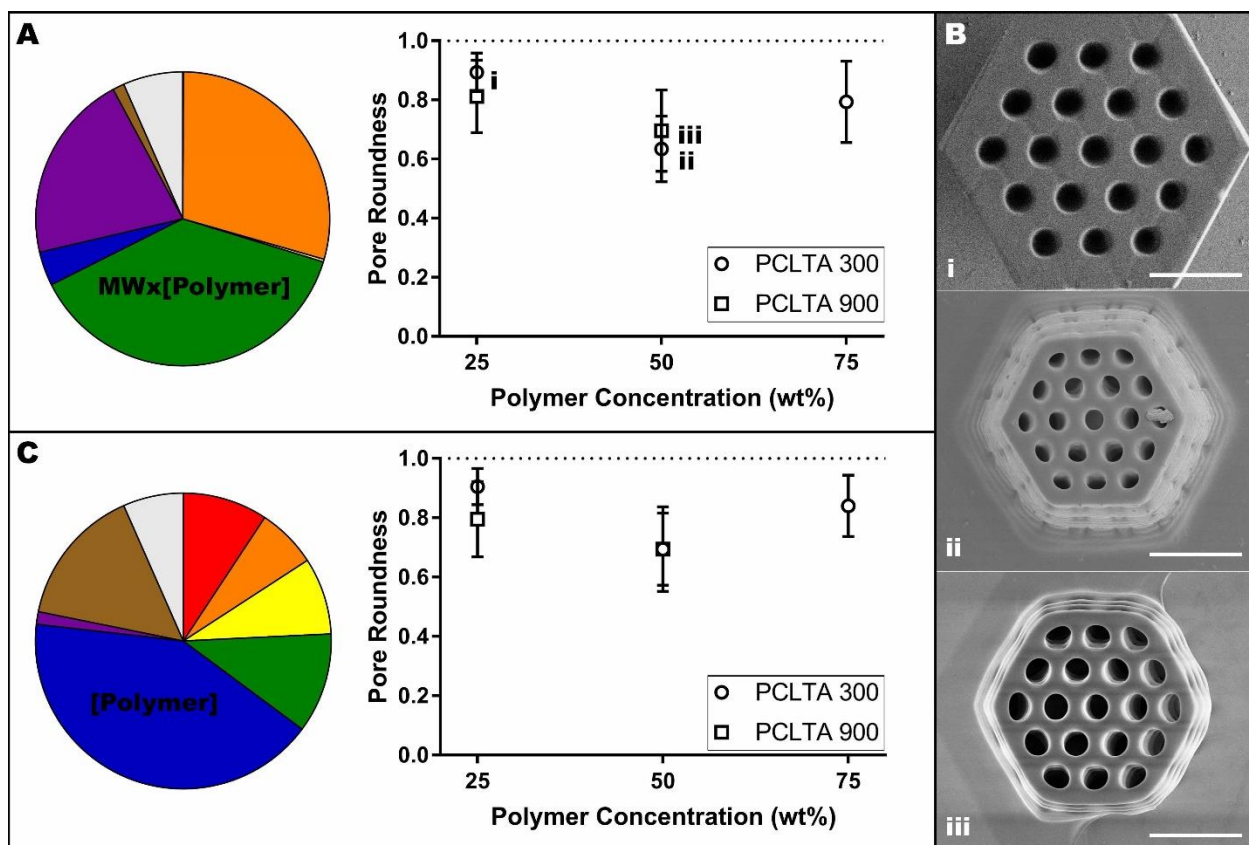 A
MWx[Polymer]
Pore Roundness
1.0
0.8
0.6
0.4
0.2
0.0
i
iii
ii
PCLTA 300
PCLTA 900
25
50
75
Polymer Concentration (wt%)
B
i
ii
iii
C
[Polymer]
Pore Roundness
1.0
0.8
0.6
0.4
0.2
0.0
PCLTA 300
PCLTA 900
25
50
75
Polymer Concentration (wt%)